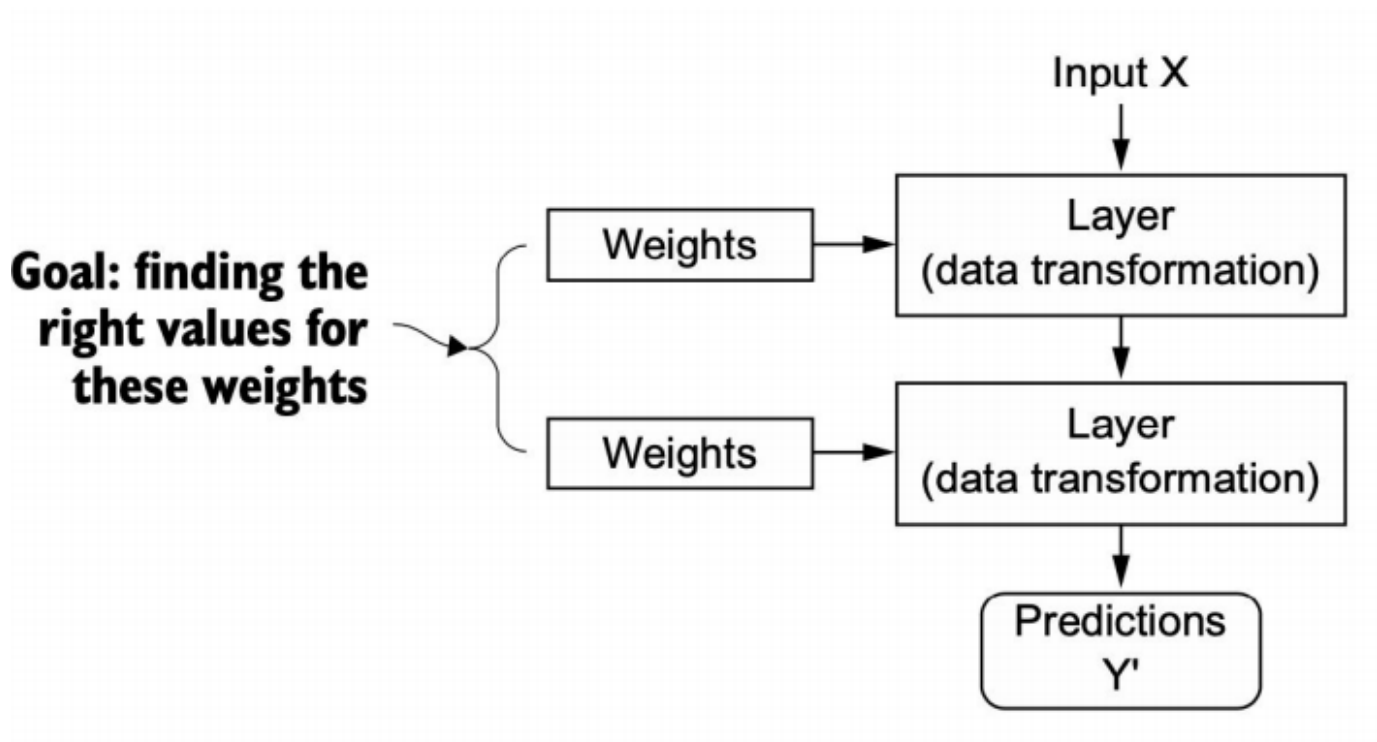 Input X
Layer
(data transformation)
Weights
Goal: finding the
right values for
these weights
Layer
(data transformation)
Weights
Predictions
Y'